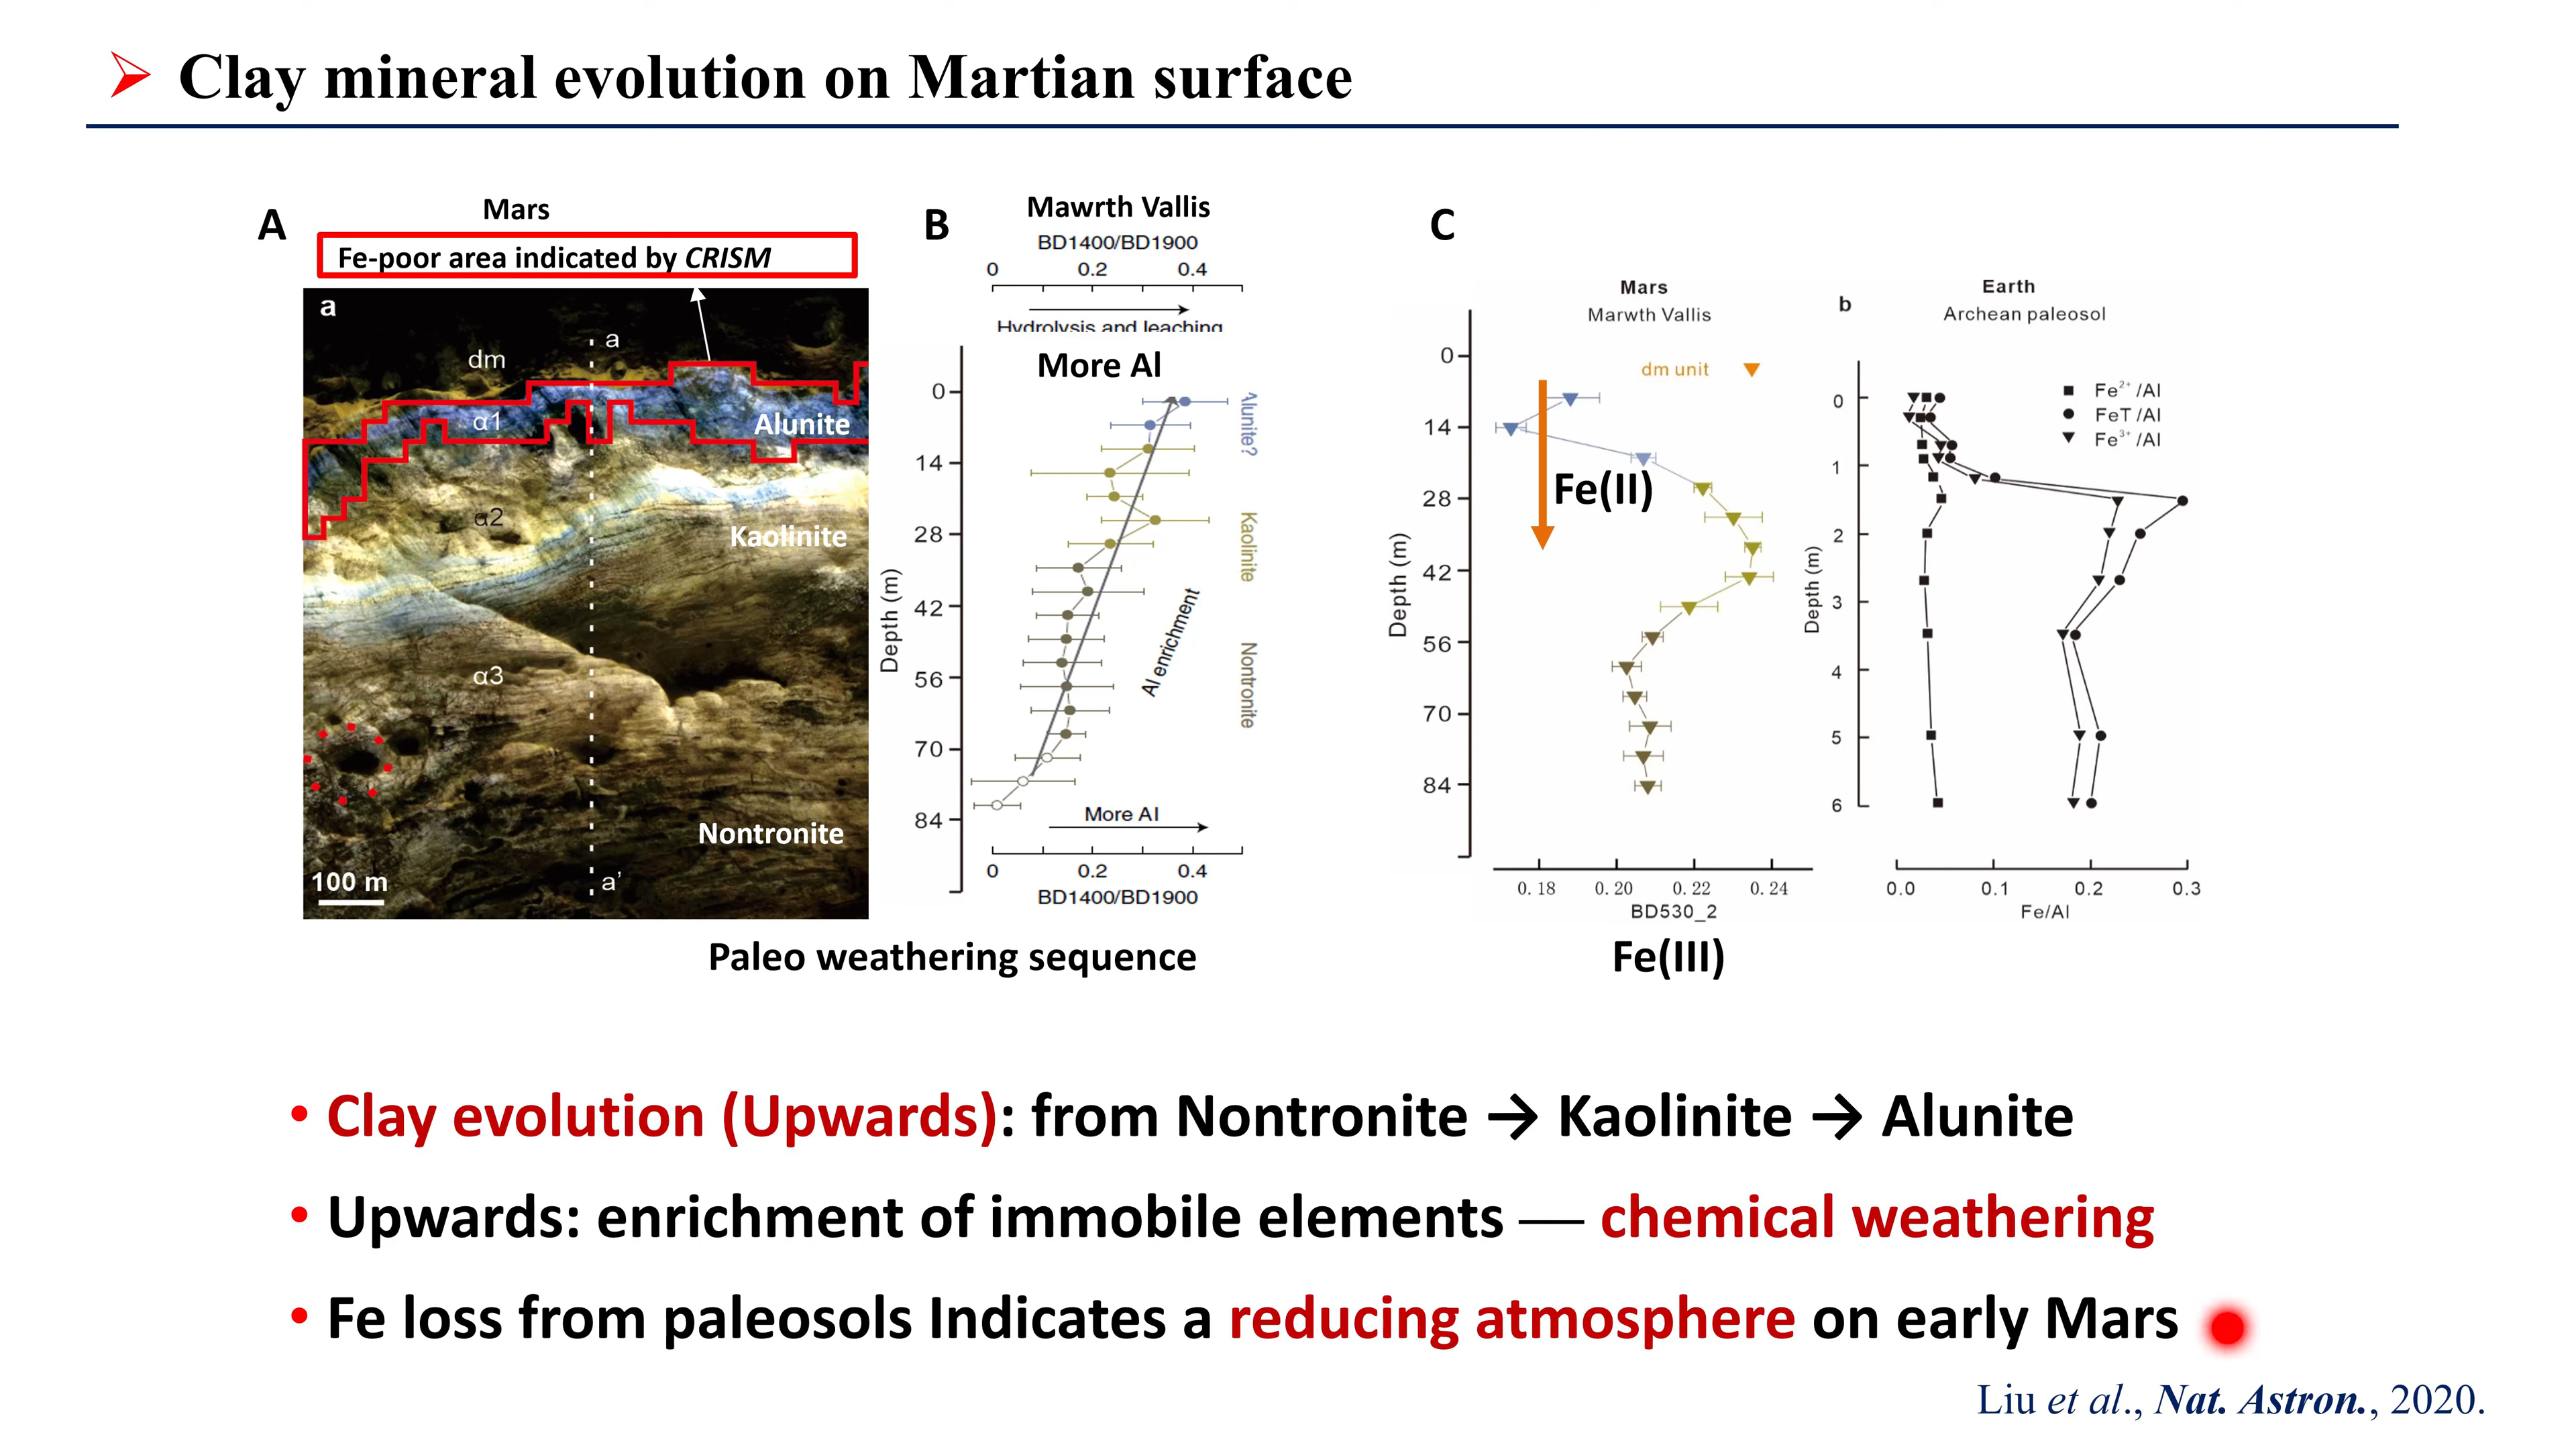 Clay mineral evolution on Martian surface
A
Mars
Fe-poor area indicated by CRISM
a
a
dm
α1
Alunite
α2
Kaolinite
α3
Nontronite
100 m
a’
B
Mawrth Vallis
BD1400/BD1900
0 0.2 0.4
Hydrolysis and leaching
More Al
0
14
28
42
56
70
84
Depth (m)
Alunite?
Kaolinite
Nontronite
Al enrichment
More Al
0 0.2 0.4
BD1400/BD1900
Paleo weathering sequence
C
Mars
Marwth Vallis
dm unit
Fe(II)
0
14
28
42
56
70
84
Depth (m)
0.18 0.20 0.22 0.24
BD530_2
Fe(III)
b
Earth
Archean paleosol
Fe²⁺/Al
FeT/Al
Fe³⁺/Al
0
1
2
3
4
5
6
Depth (m)
0.0 0.1 0.2 0.3
Fe/Al
• Clay evolution (Upwards): from Nontronite → Kaolinite → Alunite
• Upwards: enrichment of immobile elements — chemical weathering
• Fe loss from paleosols Indicates a reducing atmosphere on early Mars
Liu et al., Nat. Astron., 2020.